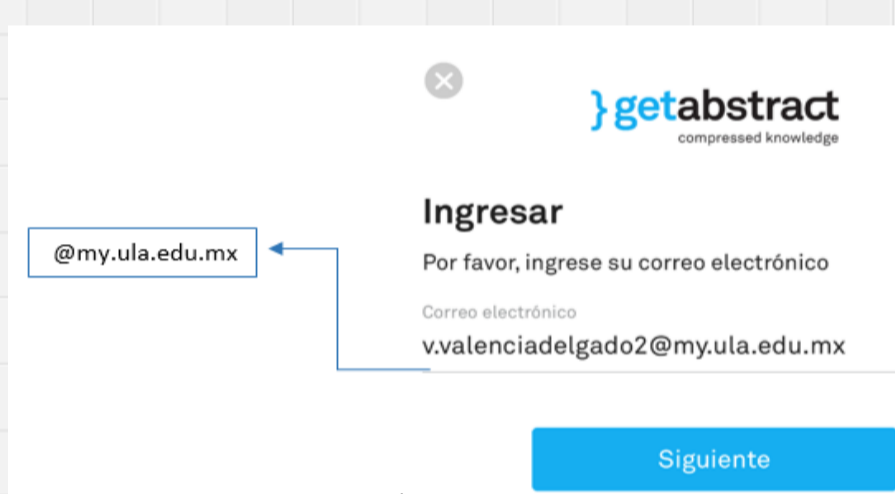 } getabstract
compressed knowledge
Ingresar
@my.ula.edu.mx
Por favor, ingrese su correo electrónico
Correo electrónico
v.valenciadelgado2@my.ula.edu.mx
Siguiente